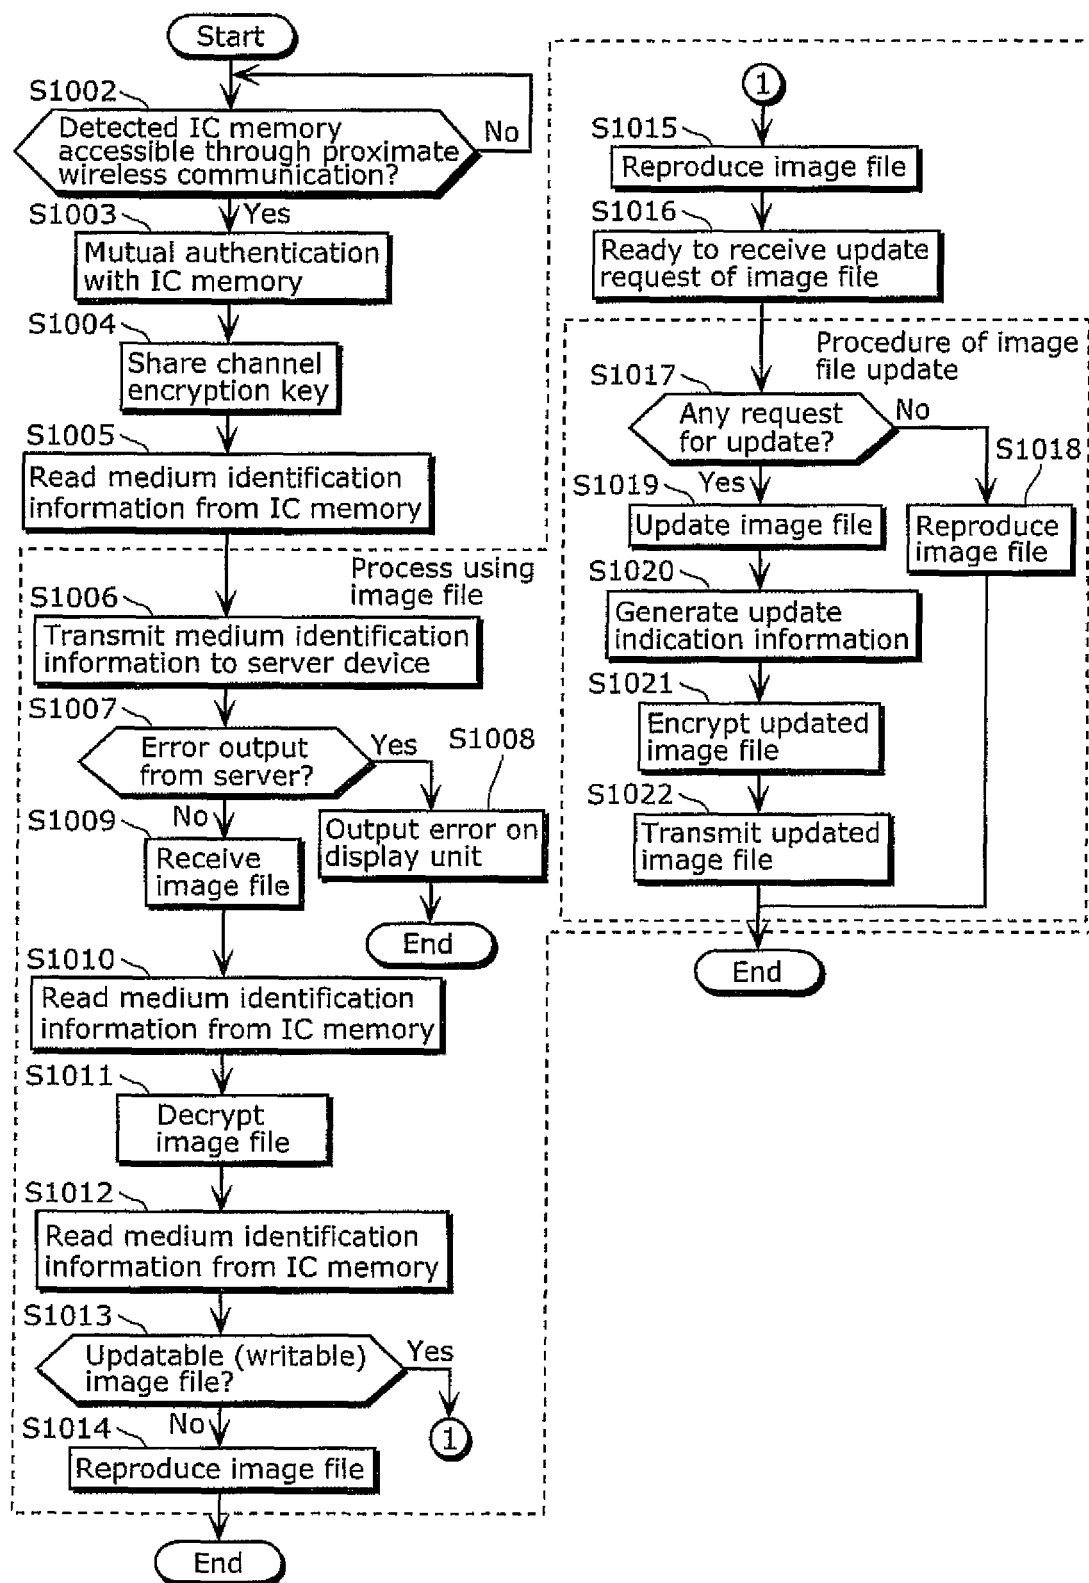 Start
S1002
Detected IC memory
accessible through proximate
wireless communication?
No
Yes
S1003
Mutual authentication
with IC memory
S1004
Share channel
encryption key
S1005
Read medium identification
information from IC memory
Process using
image file
S1006
Transmit medium identification
information to server device
S1007
Error output
from server?
Yes
S1008
Output error on
display unit
End
No
S1009
Receive
image file
S1010
Read medium identification
information from IC memory
S1011
Decrypt
image file
S1012
Read medium identification
information from IC memory
S1013
Updatable (writable)
image file?
Yes
1
No
S1014
Reproduce image file
End
1
S1015
Reproduce image file
S1016
Ready to receive update
request of image file
Procedure of image
file update
S1017
Any request
for update?
No
S1018
Reproduce
image file
Yes
S1019
Update image file
S1020
Generate update
indication information
S1021
Encrypt updated
image file
S1022
Transmit updated
image file
End